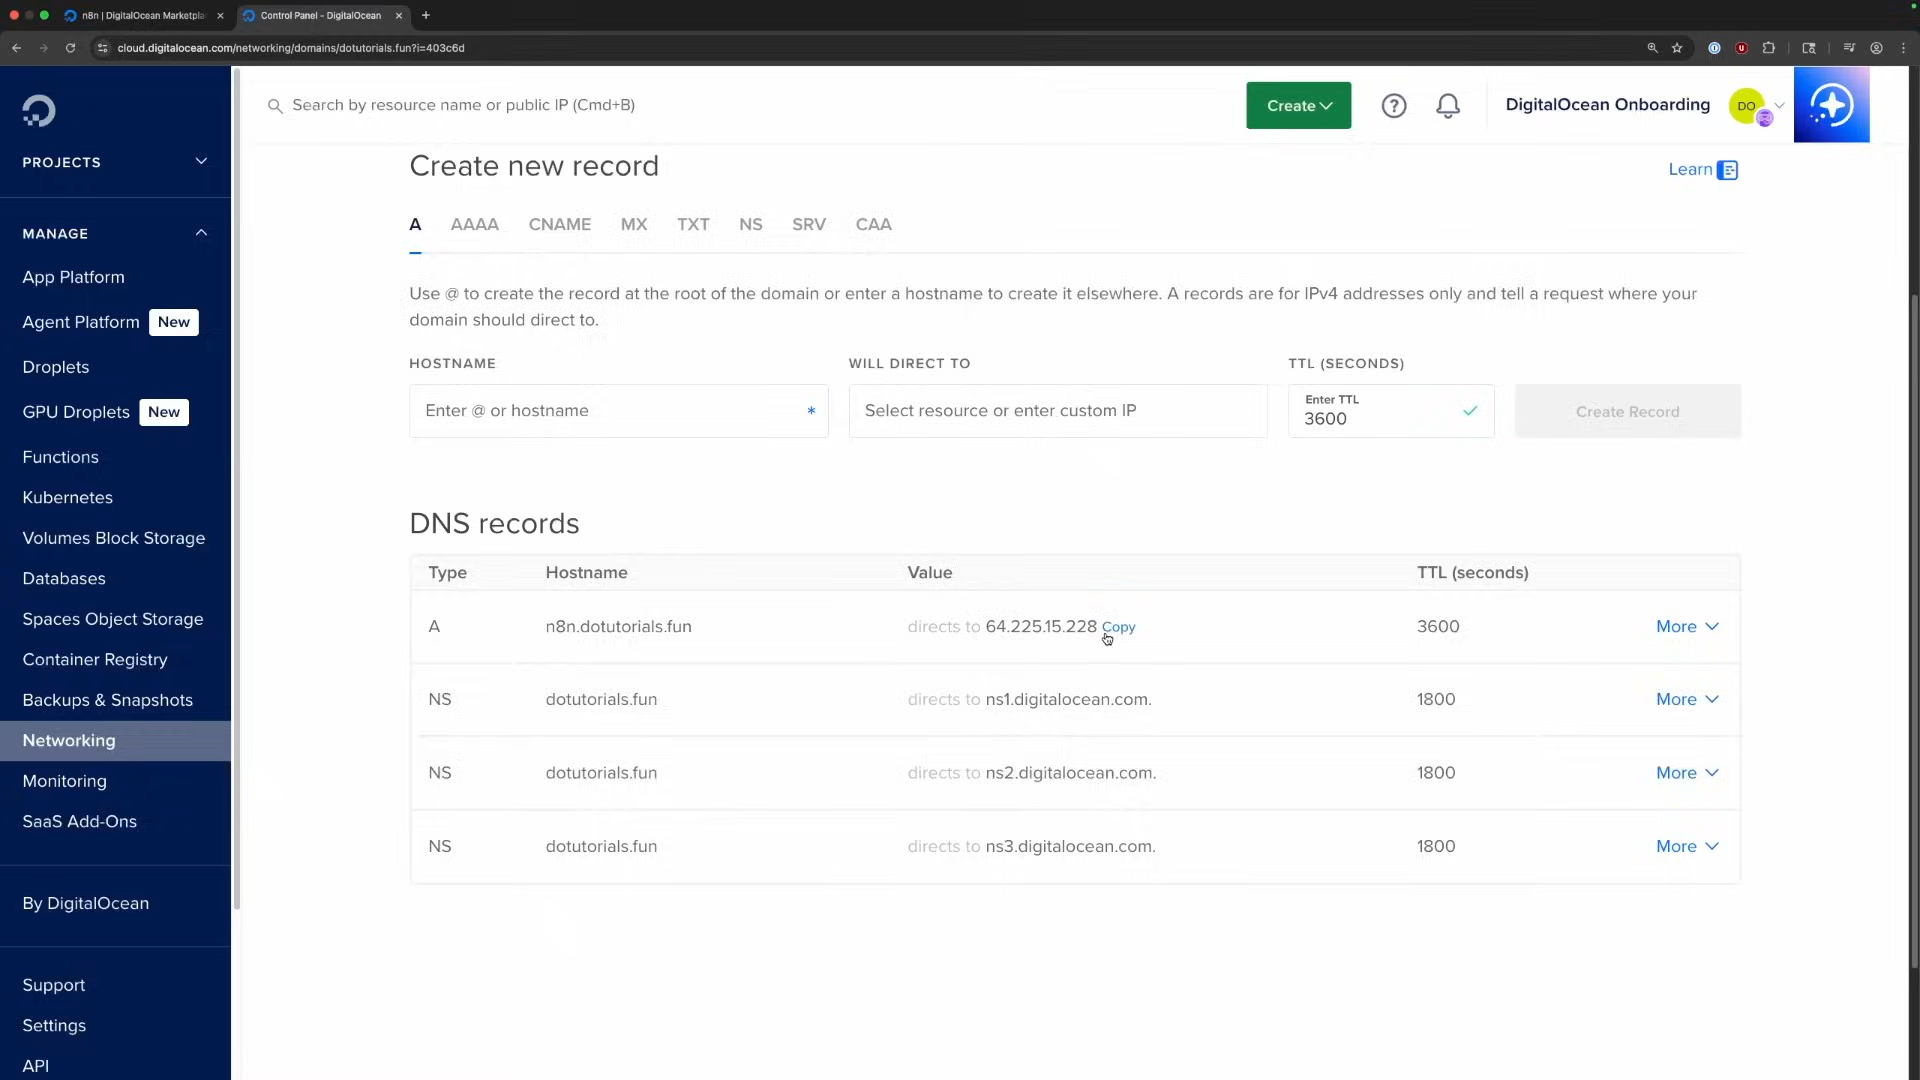 n8n | DigitalOcean Marketpla
Control Panel - DigitalOcean
cloud.digitalocean.com/networking/domains/dotutorials.fun?i=403c6d
Search by resource name or public IP (Cmd+B)
Create
DigitalOcean Onboarding
DO
PROJECTS
MANAGE
App Platform
Agent Platform New
Droplets
GPU Droplets New
Functions
Kubernetes
Volumes Block Storage
Databases
Spaces Object Storage
Container Registry
Backups & Snapshots
Networking
Monitoring
SaaS Add-Ons
By DigitalOcean
Support
Settings
API
Create new record
Learn
A AAAA CNAME MX TXT NS SRV CAA
Use @ to create the record at the root of the domain or enter a hostname to create it elsewhere. A records are for IPv4 addresses only and tell a request where your
domain should direct to.
HOSTNAME WILL DIRECT TO TTL (SECONDS)
Enter @ or hostname *
Select resource or enter custom IP
Enter TTL
3600
Create Record
DNS records
Type Hostname Value TTL (seconds)
A n8n.dotutorials.fun directs to 64.225.15.228 Copy 3600 More
NS dotutorials.fun directs to ns1.digitalocean.com. 1800 More
NS dotutorials.fun directs to ns2.digitalocean.com. 1800 More
NS dotutorials.fun directs to ns3.digitalocean.com. 1800 More